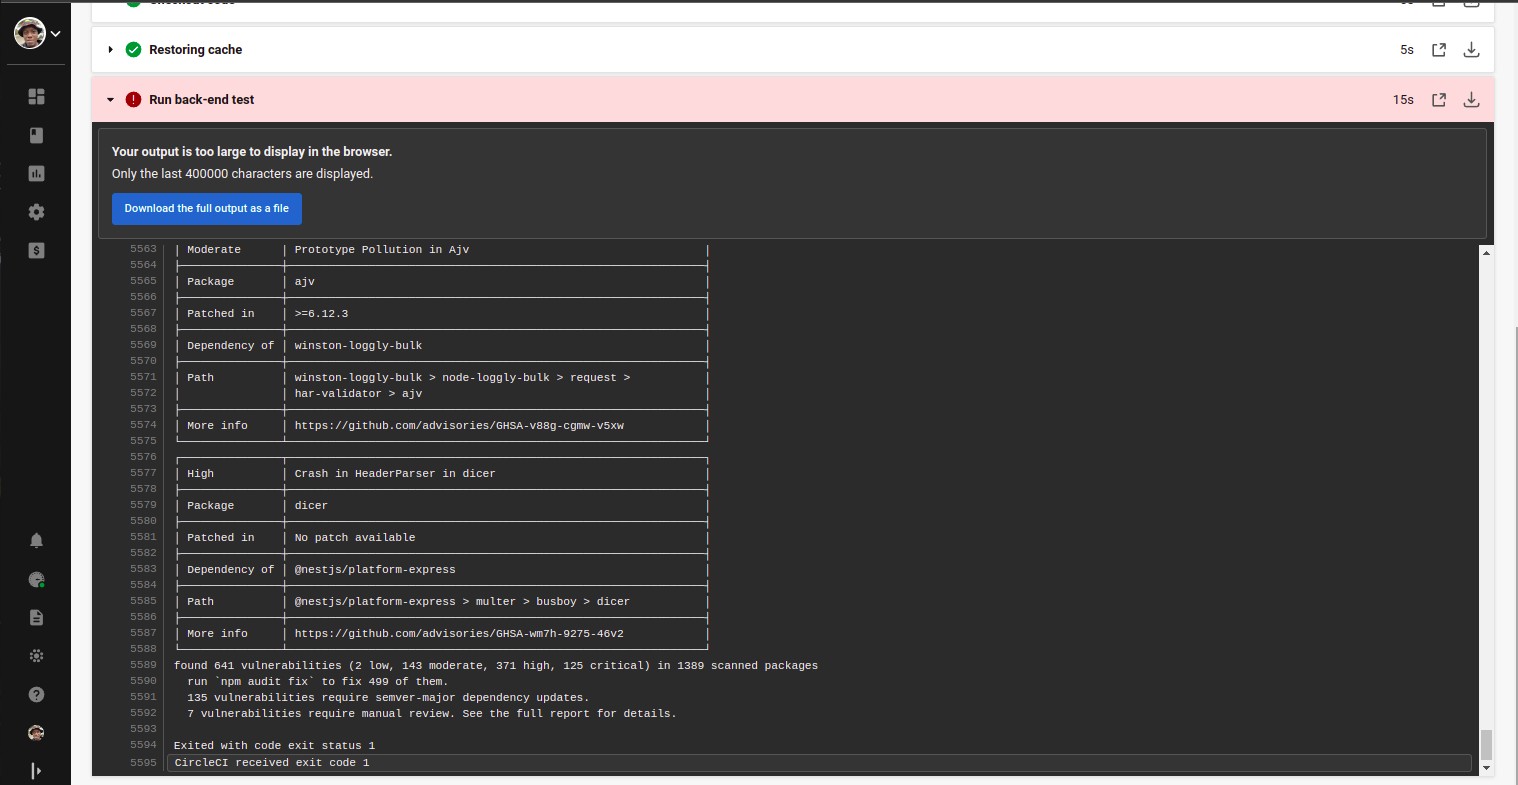 Restoring cache
5s
Run back-end test
15s
Your output is too large to display in the browser.
Only the last 400000 characters are displayed.
Download the full output as a file
5563 | Moderate | Prototype Pollution in Ajv |
5564
5565 | Package | ajv |
5566
5567 | Patched in | >=6.12.3 |
5568
5569 | Dependency of | winston-loggly-bulk |
5570
5571 | Path | winston-loggly-bulk > node-loggly-bulk > request > |
5572 | | har-validator > ajv |
5573
5574 | More info | https://github.com/advisories/GHSA-v88g-cgmw-v5xw |
5575
5576
5577 | High | Crash in HeaderParser in dicer |
5578
5579 | Package | dicer |
5580
5581 | Patched in | No patch available |
5582
5583 | Dependency of | @nestjs/platform-express |
5584
5585 | Path | @nestjs/platform-express > multer > busboy > dicer |
5586
5587 | More info | https://github.com/advisories/GHSA-wm7h-9275-46v2 |
5588
5589 found 641 vulnerabilities (2 low, 143 moderate, 371 high, 125 critical) in 1389 scanned packages
5590 run `npm audit fix` to fix 499 of them.
5591 135 vulnerabilities require semver-major dependency updates.
5592 7 vulnerabilities require manual review. See the full report for details.
5593
5594 Exited with code exit status 1
5595 CircleCI received exit code 1